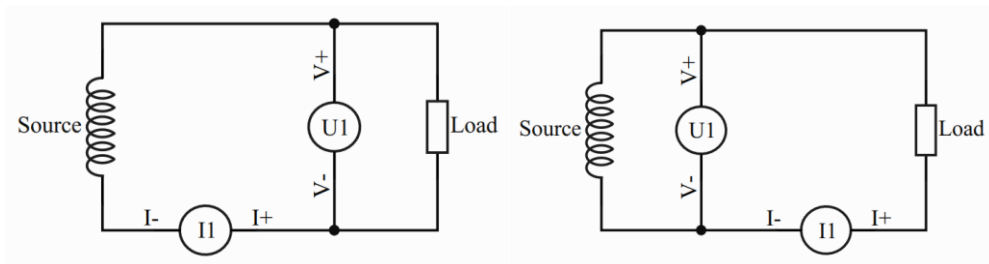 V+
Source
U1
Load
V-
I-
I1
I+
V+
Source
U1
Load
V-
I-
I1
I+